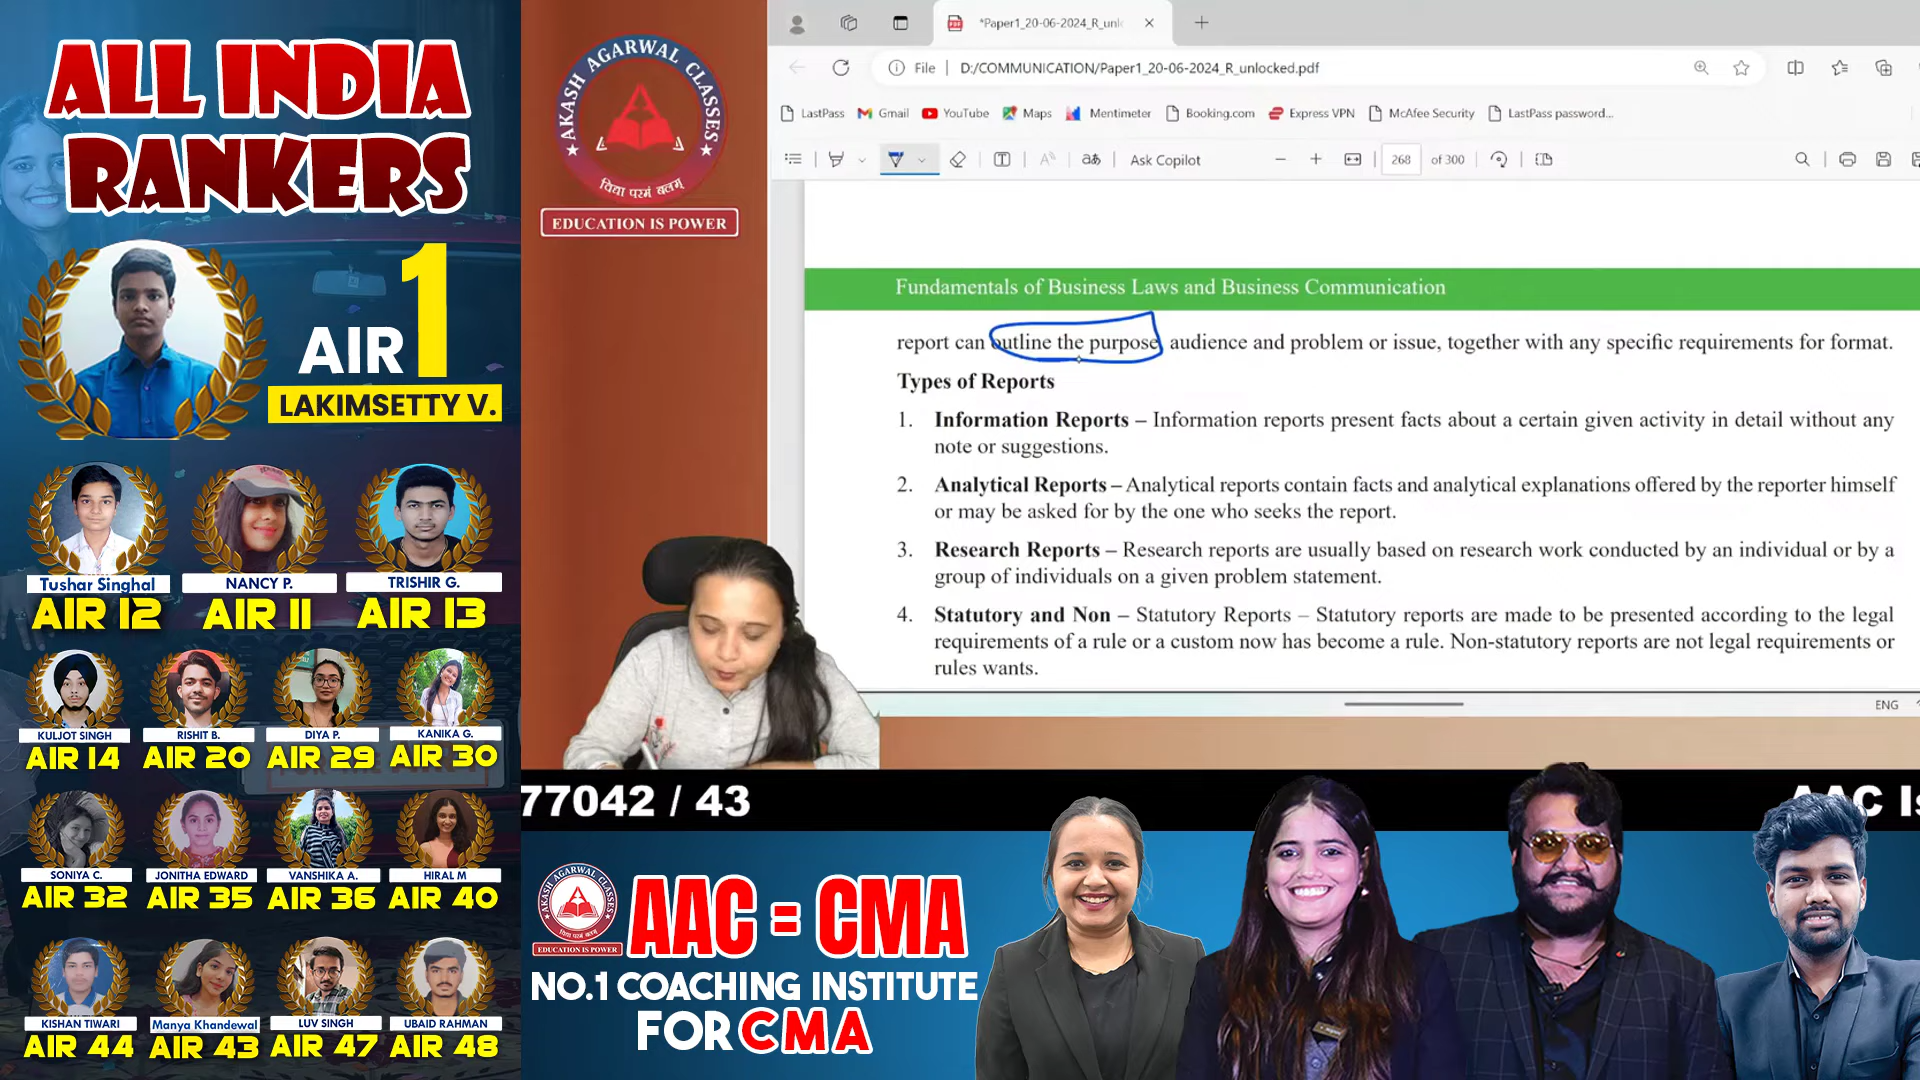 ALL INDIA
RANKERS
AIR 1
LAKIMSETTY V.
Tushar Singhal
AIR 12
NANCY P.
AIR 11
TRISHIR G.
AIR 13
KULJOT SINGH
AIR 14
RISHIT B.
AIR 20
DIYA P.
AIR 29
KANIKA G.
AIR 30
SONIYA C.
AIR 32
JONITHA EDWARD
AIR 35
VANSHIKA A.
AIR 36
HIRAL M
AIR 40
KISHAN TIWARI
AIR 44
Manya Khandewal
AIR 43
LUV SINGH
AIR 47
UBAID RAHMAN
AIR 48
AKASH AGARWAL CLASSES
विद्या परमं बलम्
EDUCATION IS POWER
*Paper1_20-06-2024_R_unl
File | D:/COMMUNICATION/Paper1_20-06-2024_R_unlocked.pdf
LastPass Gmail YouTube Maps Mentimeter Booking.com Express VPN McAfee Security LastPass password...
Ask Copilot 268 of 300
Fundamentals of Business Laws and Business Communication
report can outline the purpose, audience and problem or issue, together with any specific requirements for format.
Types of Reports
1. Information Reports – Information reports present facts about a certain given activity in detail without any
note or suggestions.
2. Analytical Reports – Analytical reports contain facts and analytical explanations offered by the reporter himself
or may be asked for by the one who seeks the report.
3. Research Reports – Research reports are usually based on research work conducted by an individual or by a
group of individuals on a given problem statement.
4. Statutory and Non – Statutory Reports – Statutory reports are made to be presented according to the legal
requirements of a rule or a custom now has become a rule. Non-statutory reports are not legal requirements or
rules wants.
ENG
77042 / 43
AAC Is
AKASH AGARWAL CLASSES
विद्या परमं बलम्
EDUCATION IS POWER
AAC = CMA
NO.1 COACHING INSTITUTE
FOR CMA